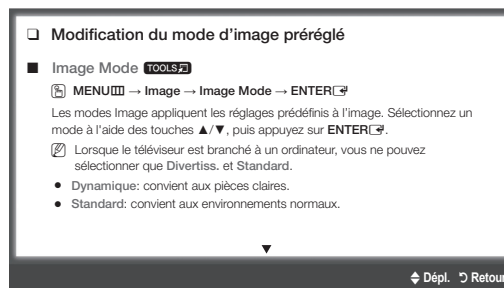 Modification du mode d'image préréglé
Image Mode TOOLS
MENU → Image → Image Mode → ENTER
Les modes Image appliquent les réglages prédéfinis à l'image. Sélectionnez un
mode à l'aide des touches ▲/▼, puis appuyez sur ENTER.
Lorsque le téléviseur est branché à un ordinateur, vous ne pouvez
sélectionner que Divertiss. et Standard.
● Dynamique: convient aux pièces claires.
● Standard: convient aux environnements normaux.
▼
Dépl. Retour